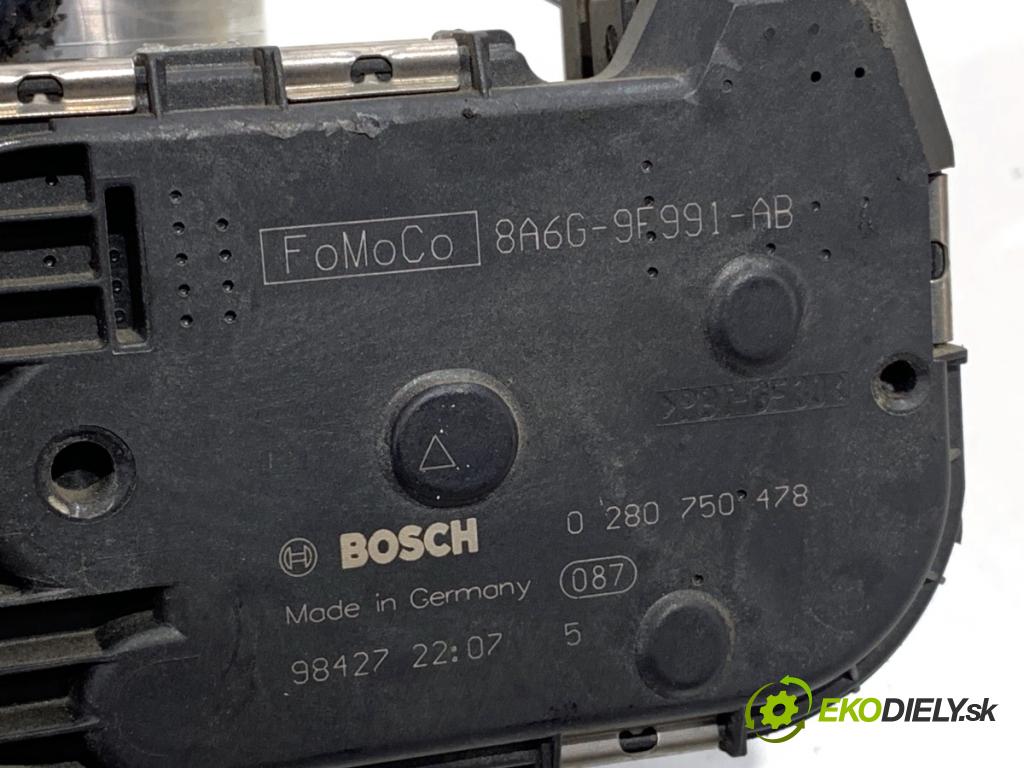 FoMoCo 8A6G-9F991-AB
BOSCH 0 280 750 478
Made in Germany 087
98427 22:07 5
EKODIELY.sk